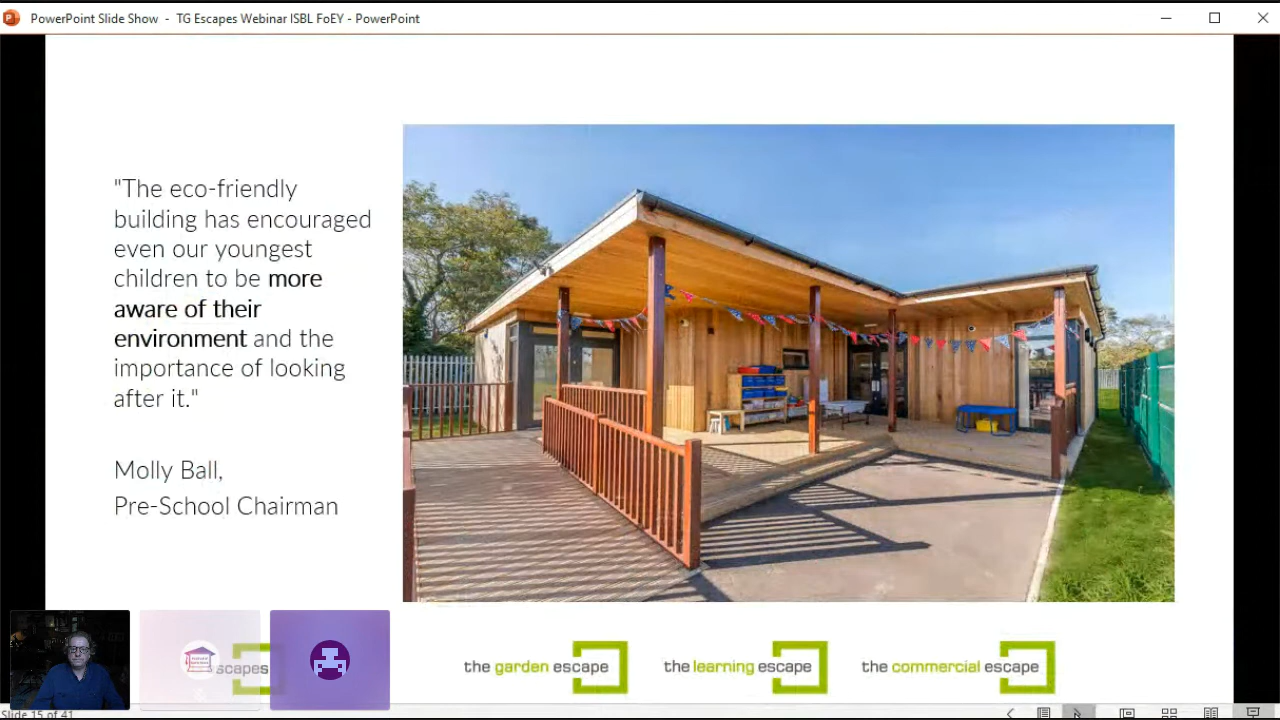 PowerPoint Slide Show - TG Escapes Webinar ISBL FoEY - PowerPoint
"The eco-friendly
building has encouraged
even our youngest
children to be more
aware of their
environment and the
importance of looking
after it."
Molly Ball,
Pre-School Chairman
escapes
the garden escape
the learning escape
the commercial escape
Slide 15 of 41